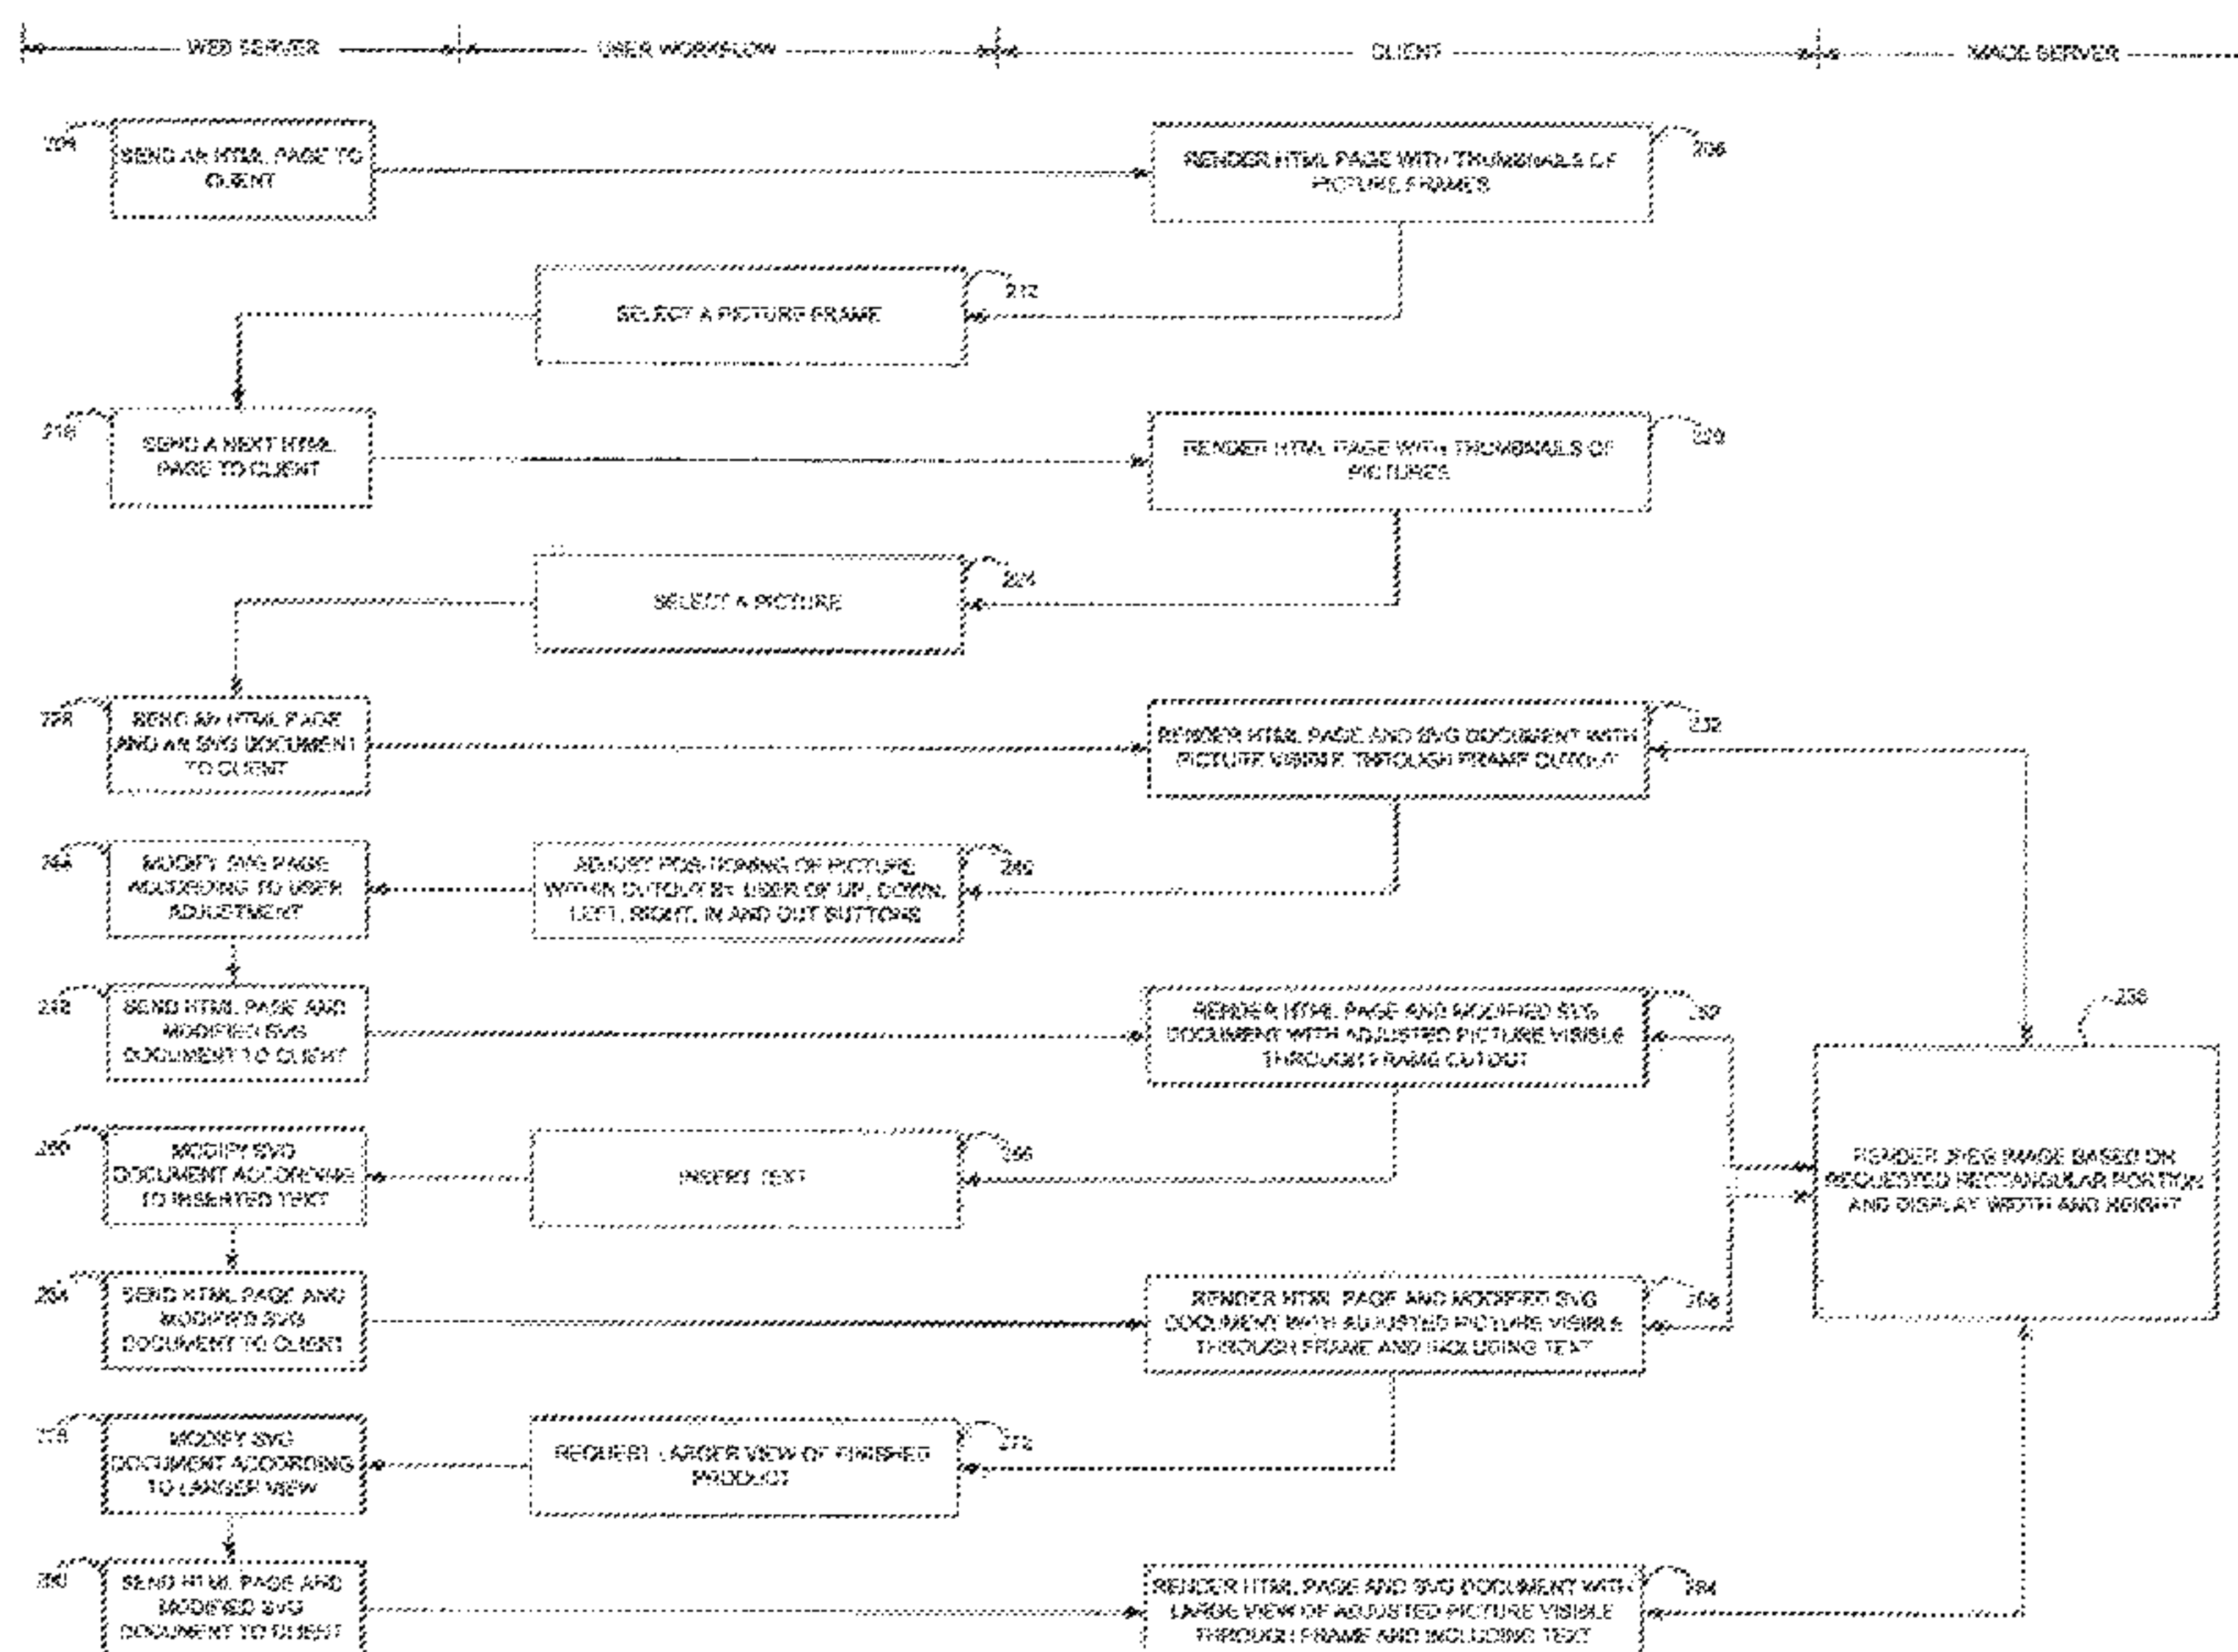 WEB SERVER
USER WORKFLOW
CLIENT
IMAGE SERVER
SEND AN HTML PAGE TO
CLIENT
RENDER HTML PAGE WITH THUMBNAILS OF
PICTURE FRAMES
206
SELECT A PICTURE FRAME
212
216
SEND A NEXT HTML
PAGE TO CLIENT
RENDER HTML PAGE WITH THUMBNAILS OF
PICTURES
220
SELECT A PICTURE
224
228
SEND AN HTML PAGE
AND AN SVG DOCUMENT
TO CLIENT
RENDER HTML PAGE AND SVG DOCUMENT WITH
PICTURE VISIBLE THROUGH FRAME CUTOUT
232
MODIFY SVG PAGE
ACCORDING TO USER
ADJUSTMENT
ADJUST POSITIONING OF PICTURE
WITHIN CUTOUT BY USER OF UP, DOWN,
LEFT, RIGHT, IN AND OUT BUTTONS
SEND HTML PAGE AND
MODIFIED SVG
DOCUMENT TO CLIENT
RENDER HTML PAGE AND MODIFIED SVG
DOCUMENT WITH ADJUSTED PICTURE VISIBLE
THROUGH FRAME CUTOUT
RENDER JPEG IMAGE BASED ON
REQUESTED RECTANGULAR PORTION
AND DISPLAY WIDTH AND HEIGHT
MODIFY SVG
DOCUMENT ACCORDING
TO INSERTED TEXT
INSERT TEXT
SEND HTML PAGE AND
MODIFIED SVG
DOCUMENT TO CLIENT
RENDER HTML PAGE AND MODIFIED SVG
DOCUMENT WITH ADJUSTED PICTURE VISIBLE
THROUGH FRAME AND INCLUDING TEXT
MODIFY SVG
DOCUMENT ACCORDING
TO LARGER VIEW
REQUEST LARGER VIEW OF FINISHED
PRODUCT
272
SEND HTML PAGE AND
MODIFIED SVG
DOCUMENT TO CLIENT
RENDER HTML PAGE AND SVG DOCUMENT WITH
LARGE VIEW OF ADJUSTED PICTURE VISIBLE
THROUGH FRAME AND INCLUDING TEXT